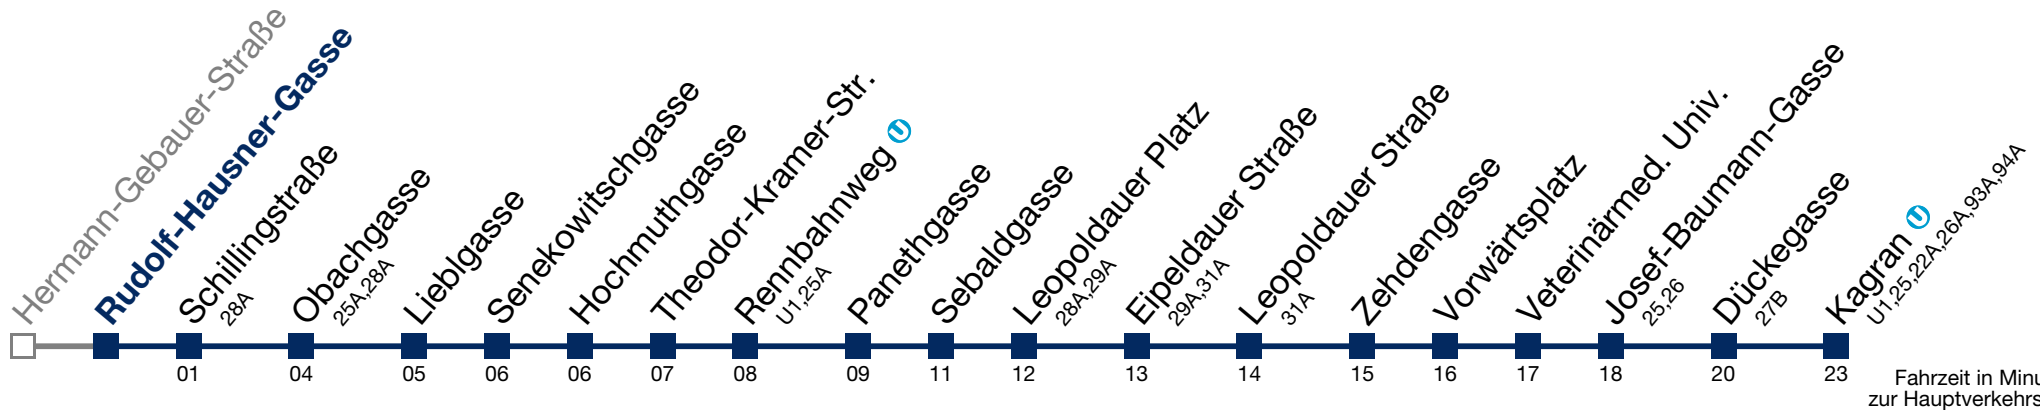 Hermann-Gebauer-Straße
Rudolf-Hausner-Gasse
Schillingstraße
28A
Obachgasse
25A,28A
Lieblgasse
Senekowitschgasse
Hochmuthgasse
Theodor-Kramer-Str.
Rennbahnweg
U1,25A
Panethgasse
Sebaldgasse
Leopoldauer Platz
28A,29A
Eipeldauer Straße
29A,31A
Leopoldauer Straße
31A
Zehdengasse
Vorwärtsplatz
Veterinärmed. Univ.
Josef-Baumann-Gasse
25,26
Dückegasse
27B
Kagran
U1,25,22A,26A,93A,94A
01 04 05 06 06 07 08 09 11 12 13 14 15 16 17 18 20 23
Fahrzeit in Minu
zur Hauptverkehrs